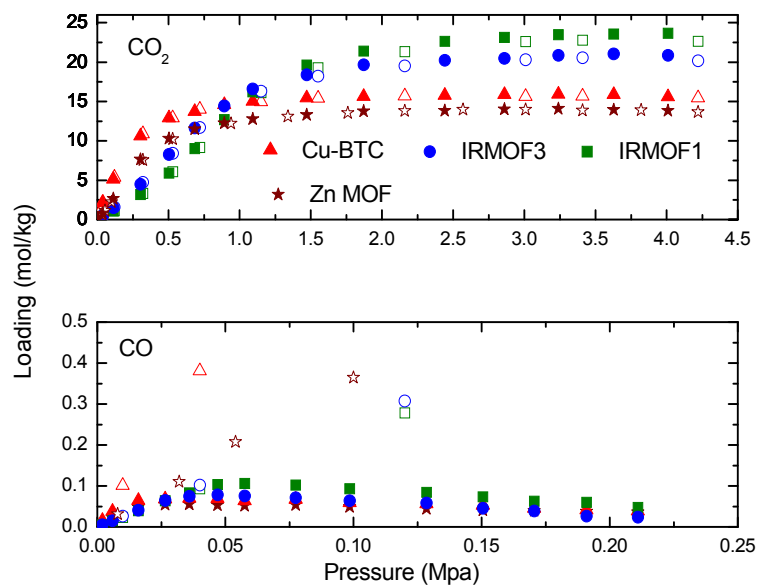 25
20
15
10
5
0
CO2
Cu-BTC
IRMOF3
IRMOF1
Zn MOF
0.0 0.5 1.0 1.5 2.0 2.5 3.0 3.5 4.0 4.5
Loading (mol/kg)
0.5
0.4
0.3
0.2
0.1
0.0
CO
0.00 0.05 0.10 0.15 0.20 0.25
Pressure (Mpa)